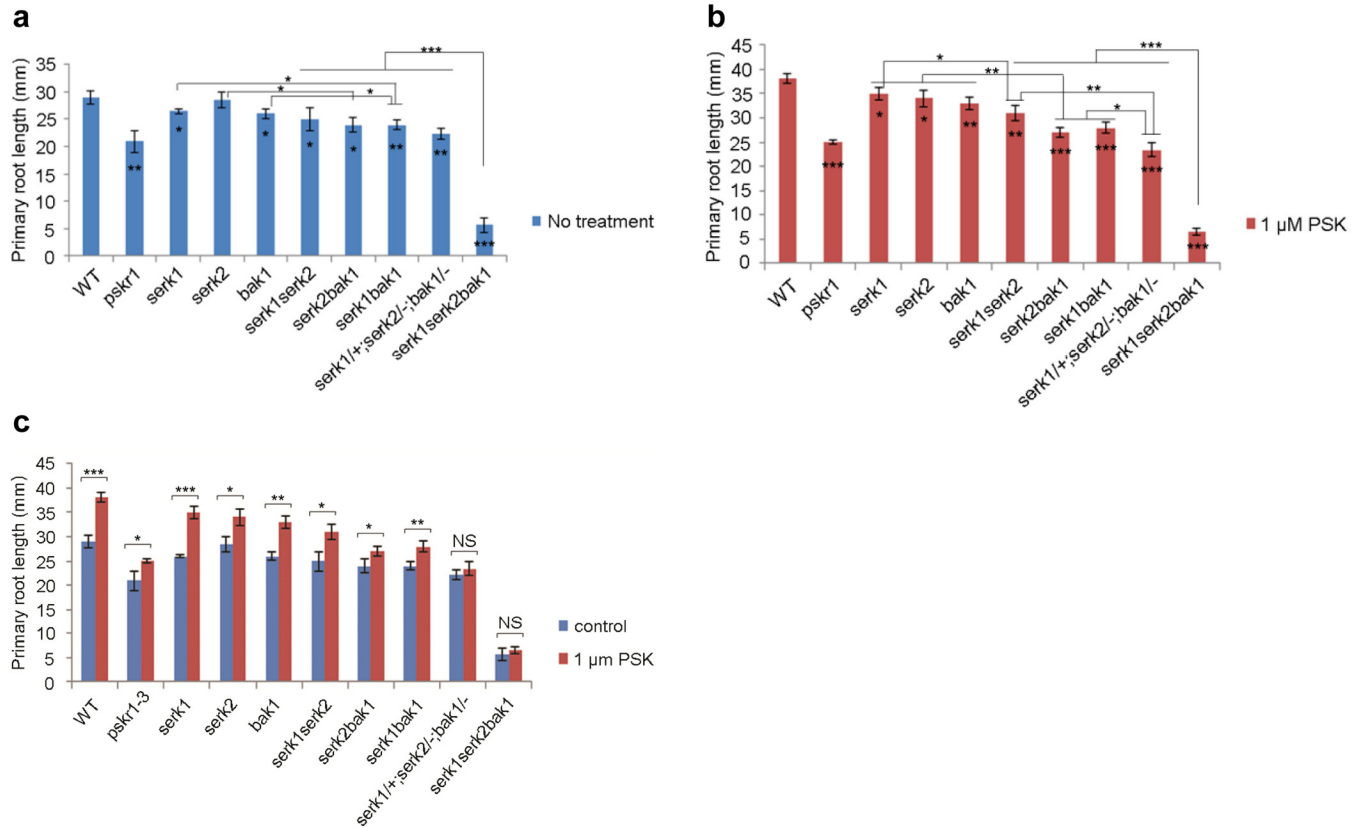 a
***
*
*
*
Primary root length (mm)
35
30
25
20
15
10
5
0
**
*
*
*
*
**
**
***
No treatment
WT
pskr1
serk1
serk2
bak1
serk1serk2
serk2bak1
serk1bak1
serk1/+;serk2/-;bak1/-
serk1serk2bak1
b
***
*
**
**
*
Primary root length (mm)
45
40
35
30
25
20
15
10
5
0
***
*
*
**
**
***
***
***
***
1 µM PSK
WT
pskr1
serk1
serk2
bak1
serk1serk2
serk2bak1
serk1bak1
serk1/+;serk2/-;bak1/-
serk1serk2bak1
c
Primary root length (mm)
45
40
35
30
25
20
15
10
5
0
***
*
***
*
**
*
*
**
NS
NS
control
1 µm PSK
WT
pskr1-3
serk1
serk2
bak1
serk1serk2
serk2bak1
serk1bak1
serk1/+;serk2/-;bak1/-
serk1serk2bak1